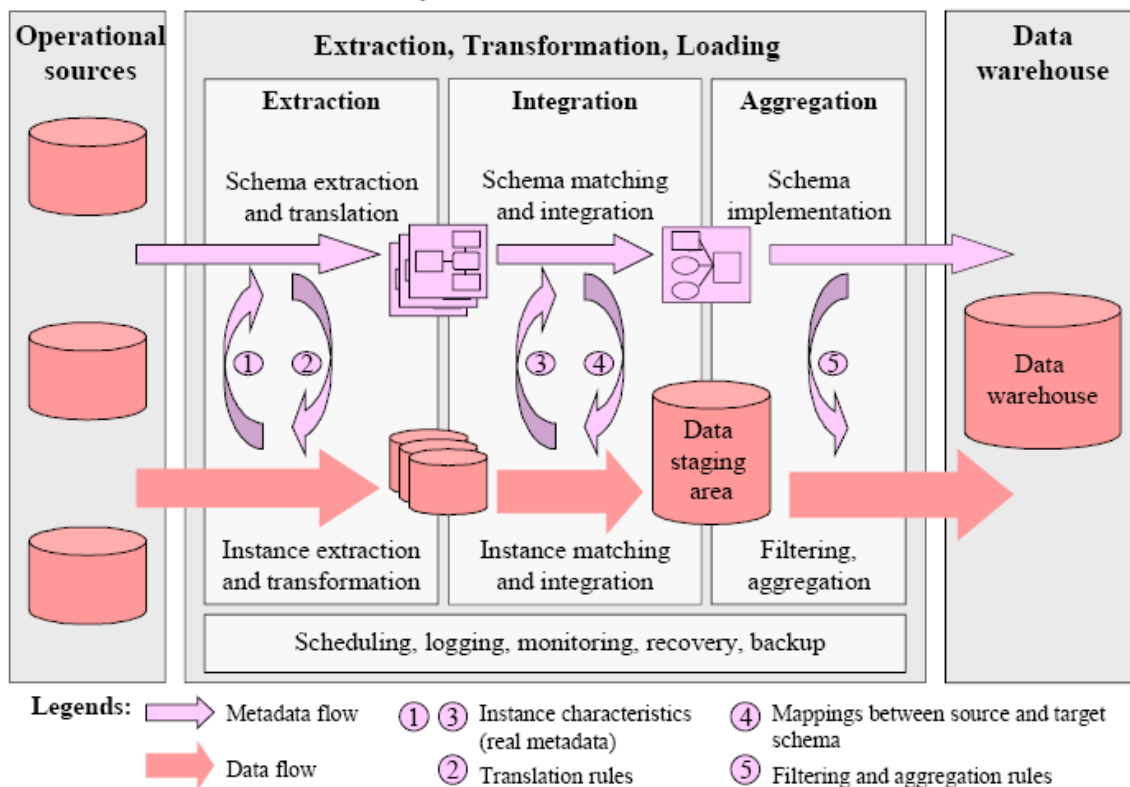 Operational
sources
Extraction, Transformation, Loading
Data
warehouse
Extraction
Integration
Aggregation
Schema extraction
and translation
Schema matching
and integration
Schema
implementation
1
2
3
4
5
Data
warehouse
Data
staging
area
Instance extraction
and transformation
Instance matching
and integration
Filtering,
aggregation
Scheduling, logging, monitoring, recovery, backup
Legends:
Metadata flow
1 3 Instance characteristics
(real metadata)
4 Mappings between source and target
schema
Data flow
2 Translation rules
5 Filtering and aggregation rules